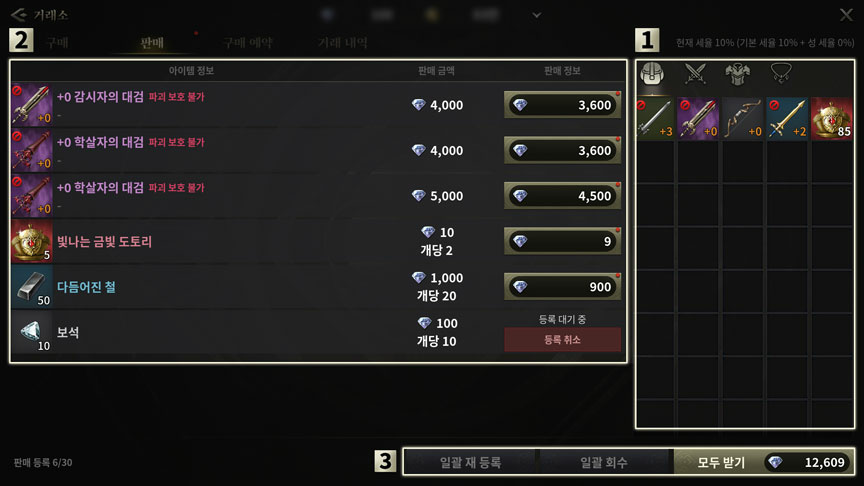 거래소
2
구매
판매
구매 예약
거래 내역
1
현재 세율 10% (기본 세율 10% + 성 세율 0%)
아이템 정보
판매 금액
판매 정보
+0
+0 감시자의 대검 파괴 보호 불가
-
4,000
3,600
+0
+0 학살자의 대검 파괴 보호 불가
-
4,000
3,600
+0
+0 학살자의 대검 파괴 보호 불가
-
5,000
4,500
5
빛나는 금빛 도토리
10
개당 2
9
50
다듬어진 철
1,000
개당 20
900
10
보석
100
개당 10
등록 대기 중
등록 취소
+3
+0
+0
+2
85
판매 등록 6/30
3
일괄 재 등록
일괄 회수
모두 받기
12,609